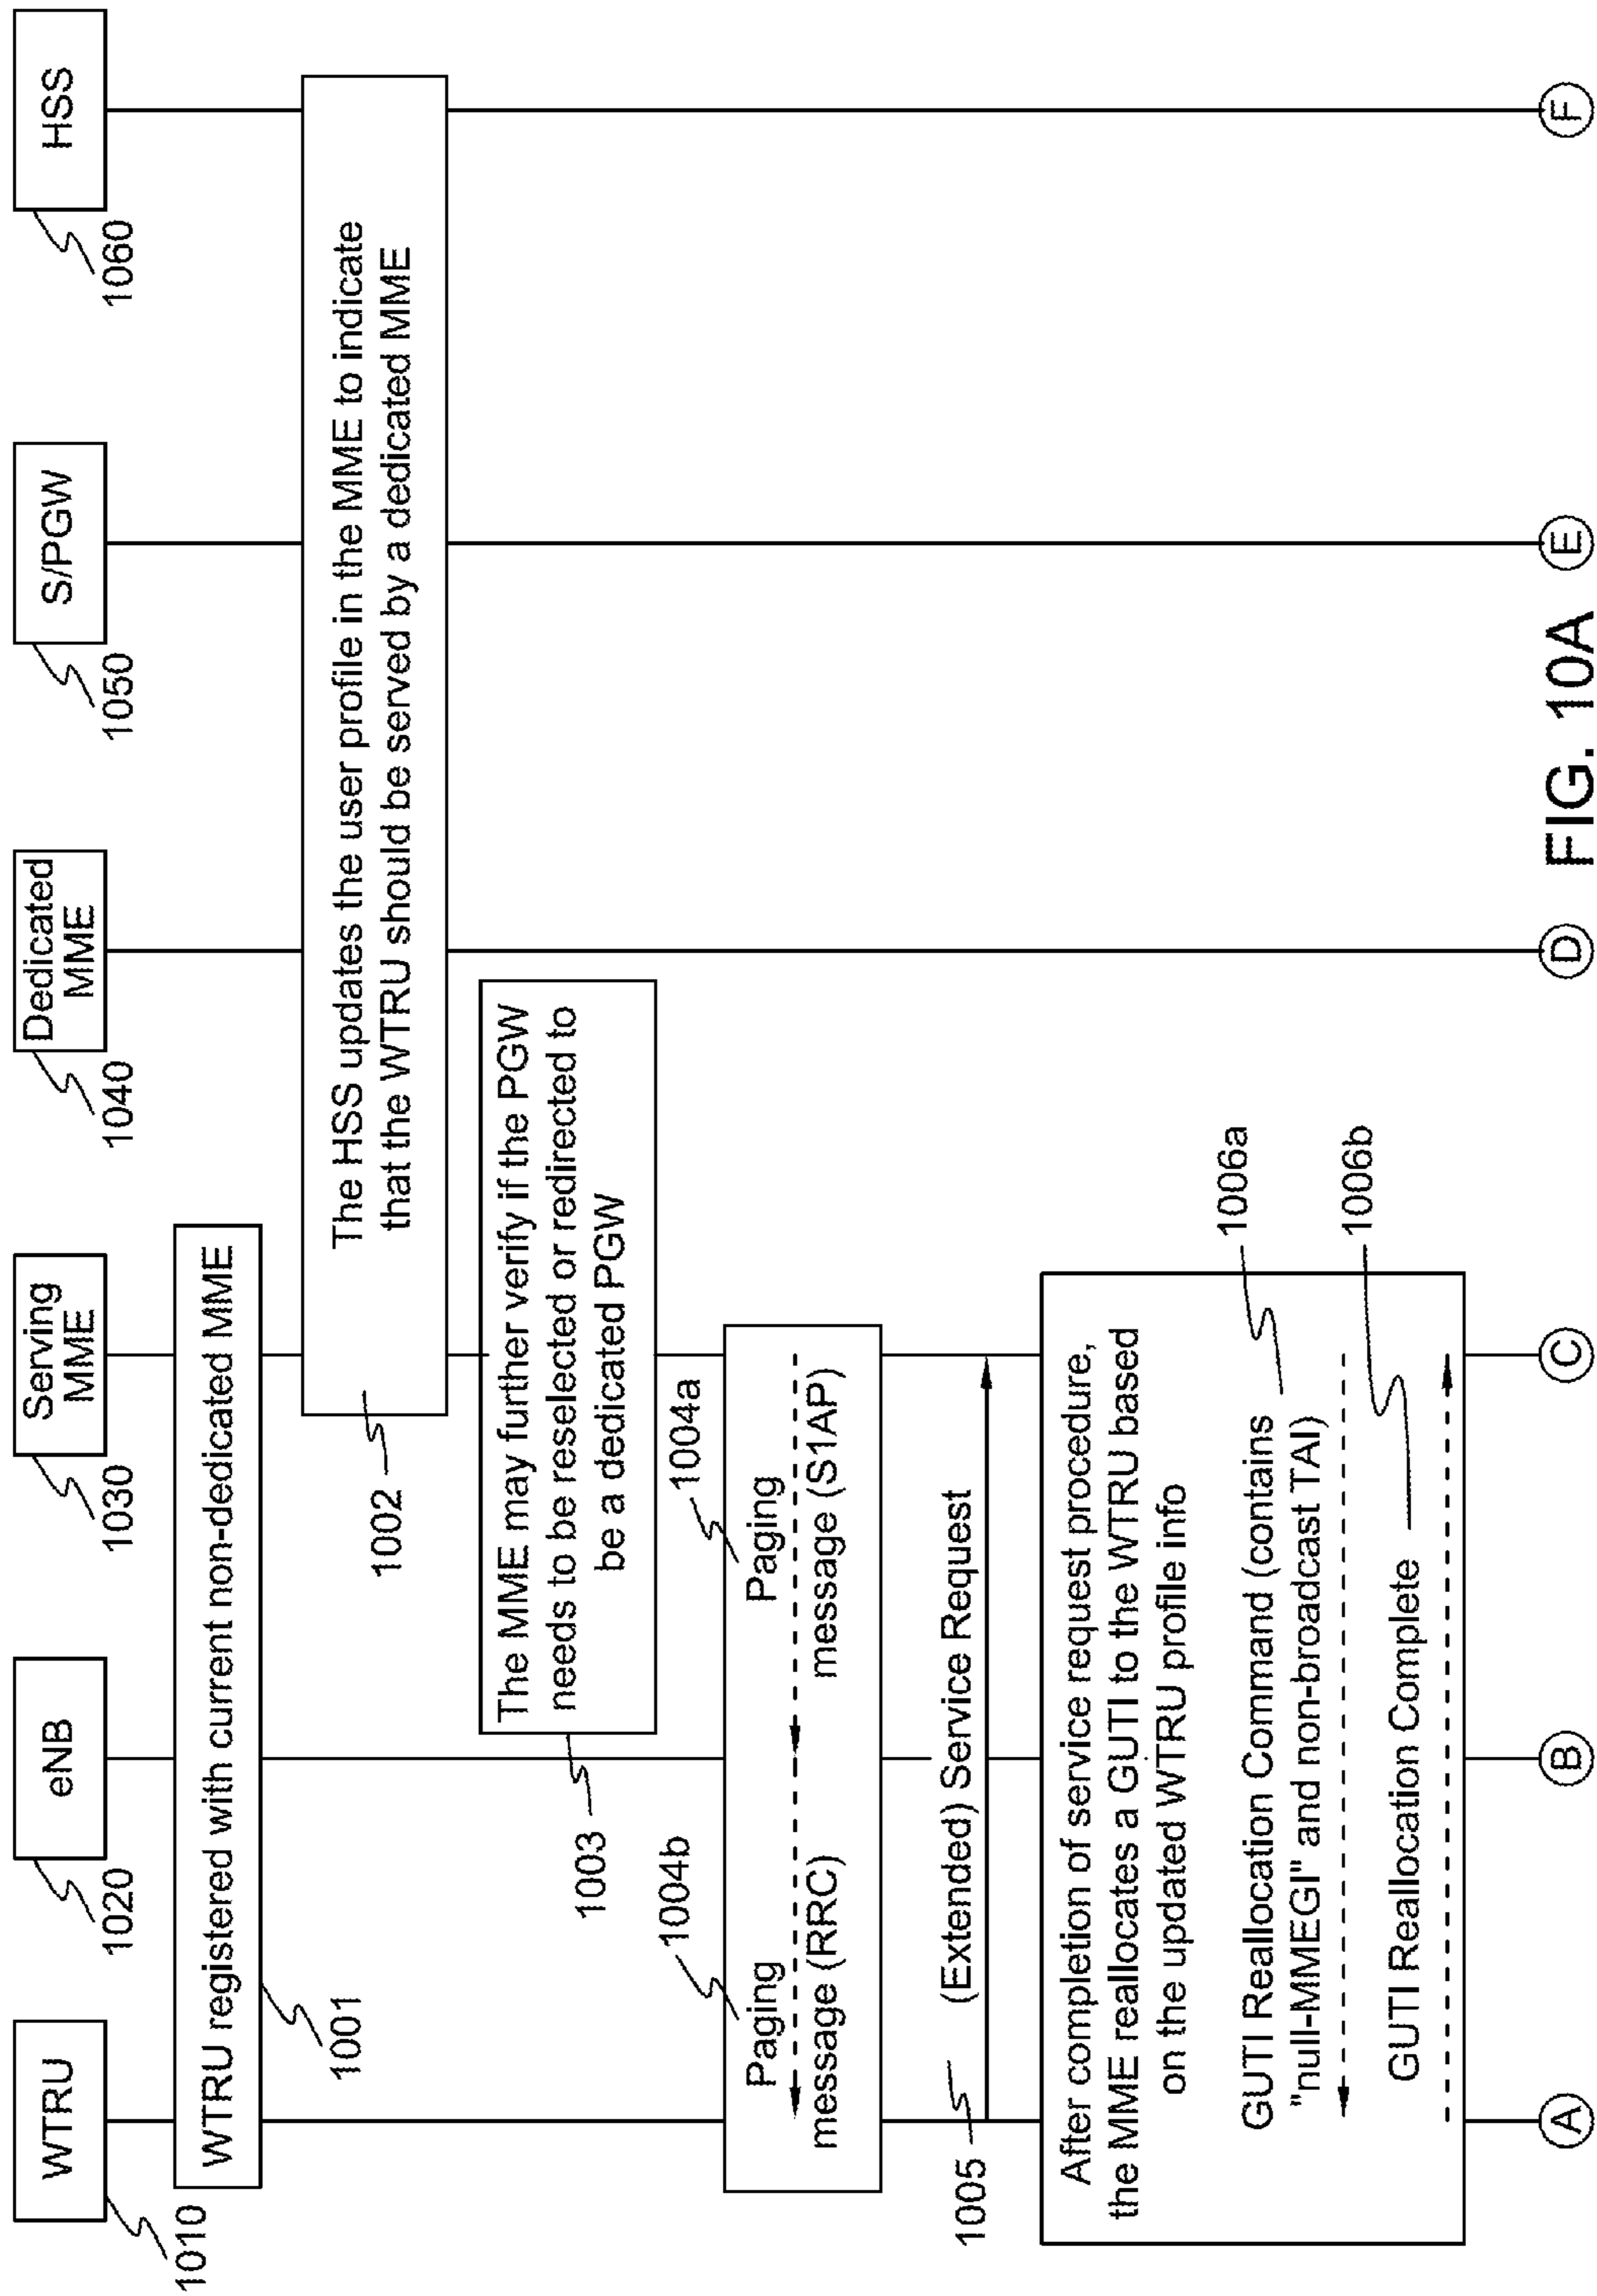 WTRU
eNB
Serving
MME
Dedicated
MME
S/PGW
HSS
1010
1020
1030
1040
1050
1060
WTRU registered with current non-dedicated MME
1001
The HSS updates the user profile in the MME to indicate
that the WTRU should be served by a dedicated MME
1002
The MME may further verify if the PGW
needs to be reselected or redirected to
be a dedicated PGW
1003
1004b
Paging
message (RRC)
1004a
Paging
message (S1AP)
1005
(Extended) Service Request
After completion of service request procedure,
the MME reallocates a GUTI to the WTRU based
on the updated WTRU profile info
GUTI Reallocation Command (contains
"null-MMEGI" and non-broadcast TAI)
1006a
GUTI Reallocation Complete
1006b
A
B
C
D
E
F
FIG. 10A